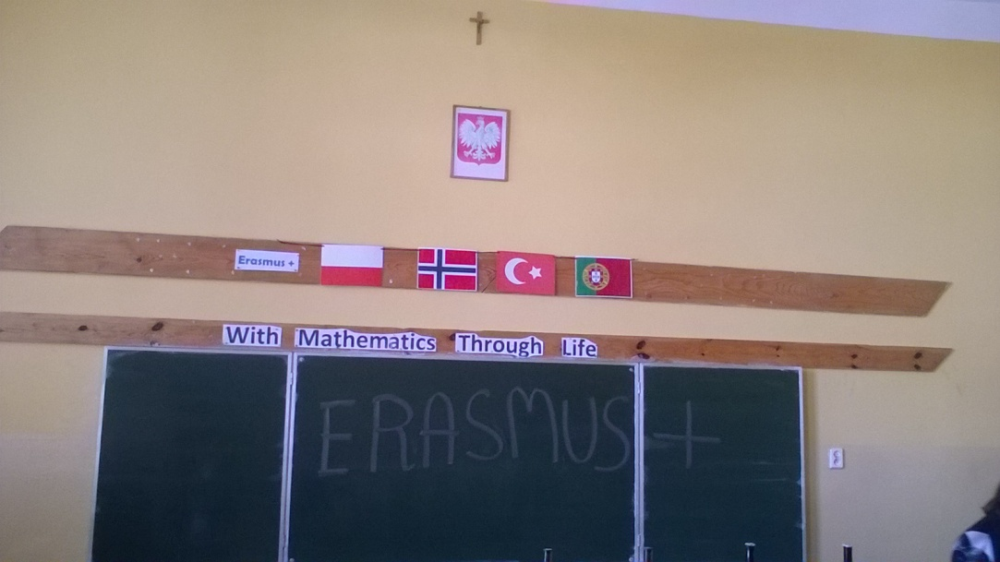 Erasmus +
With Mathematics Through Life
ERASMUS +